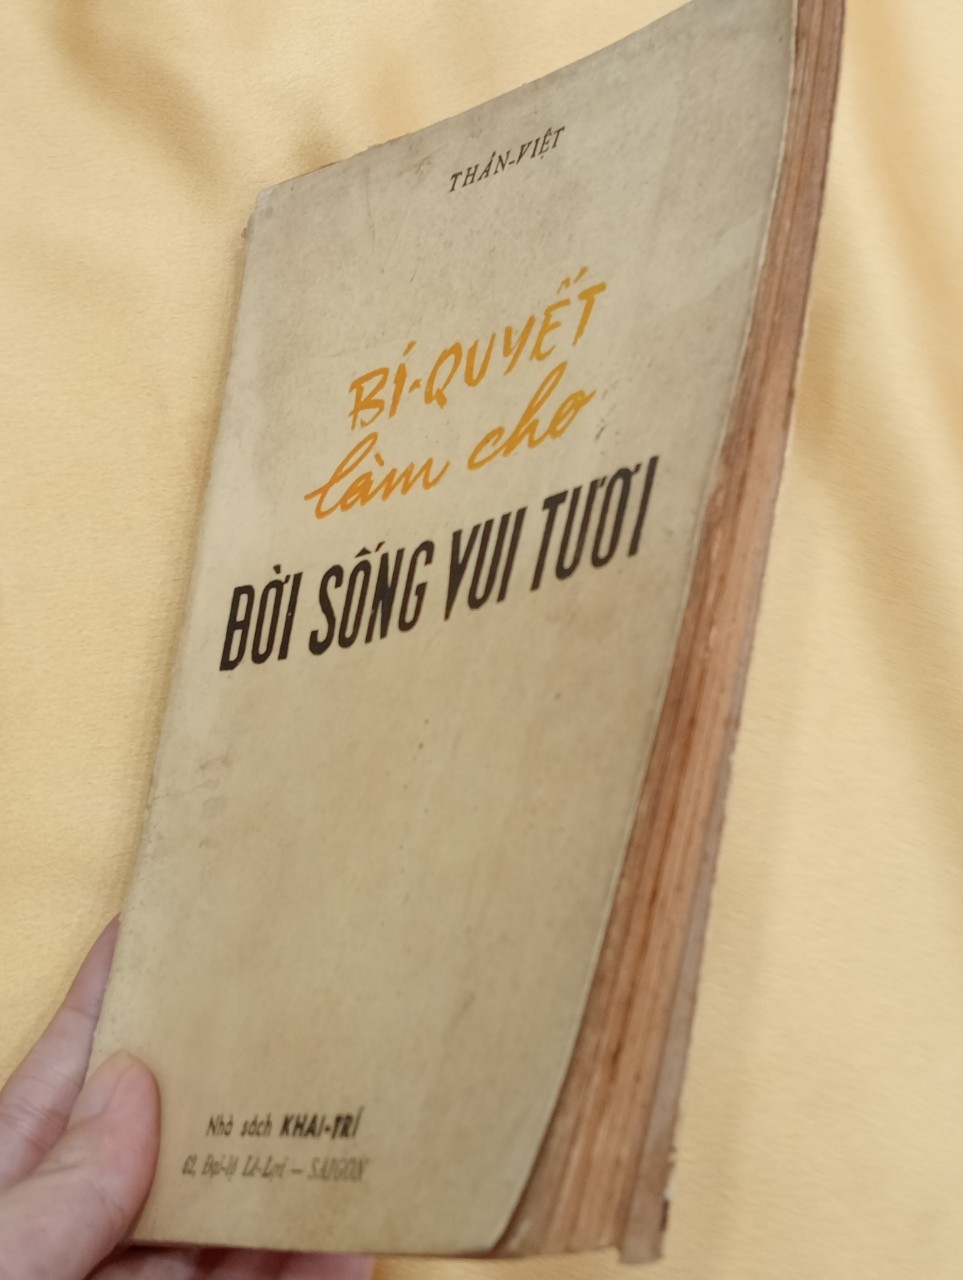 THÁN-VIỆT
BÍ-QUYẾT
làm cho
ĐỜI SỐNG VUI TƯƠI
Nhà sách KHAI-TRÍ
62, Đại-lộ Lê-Lợi — SAIGON